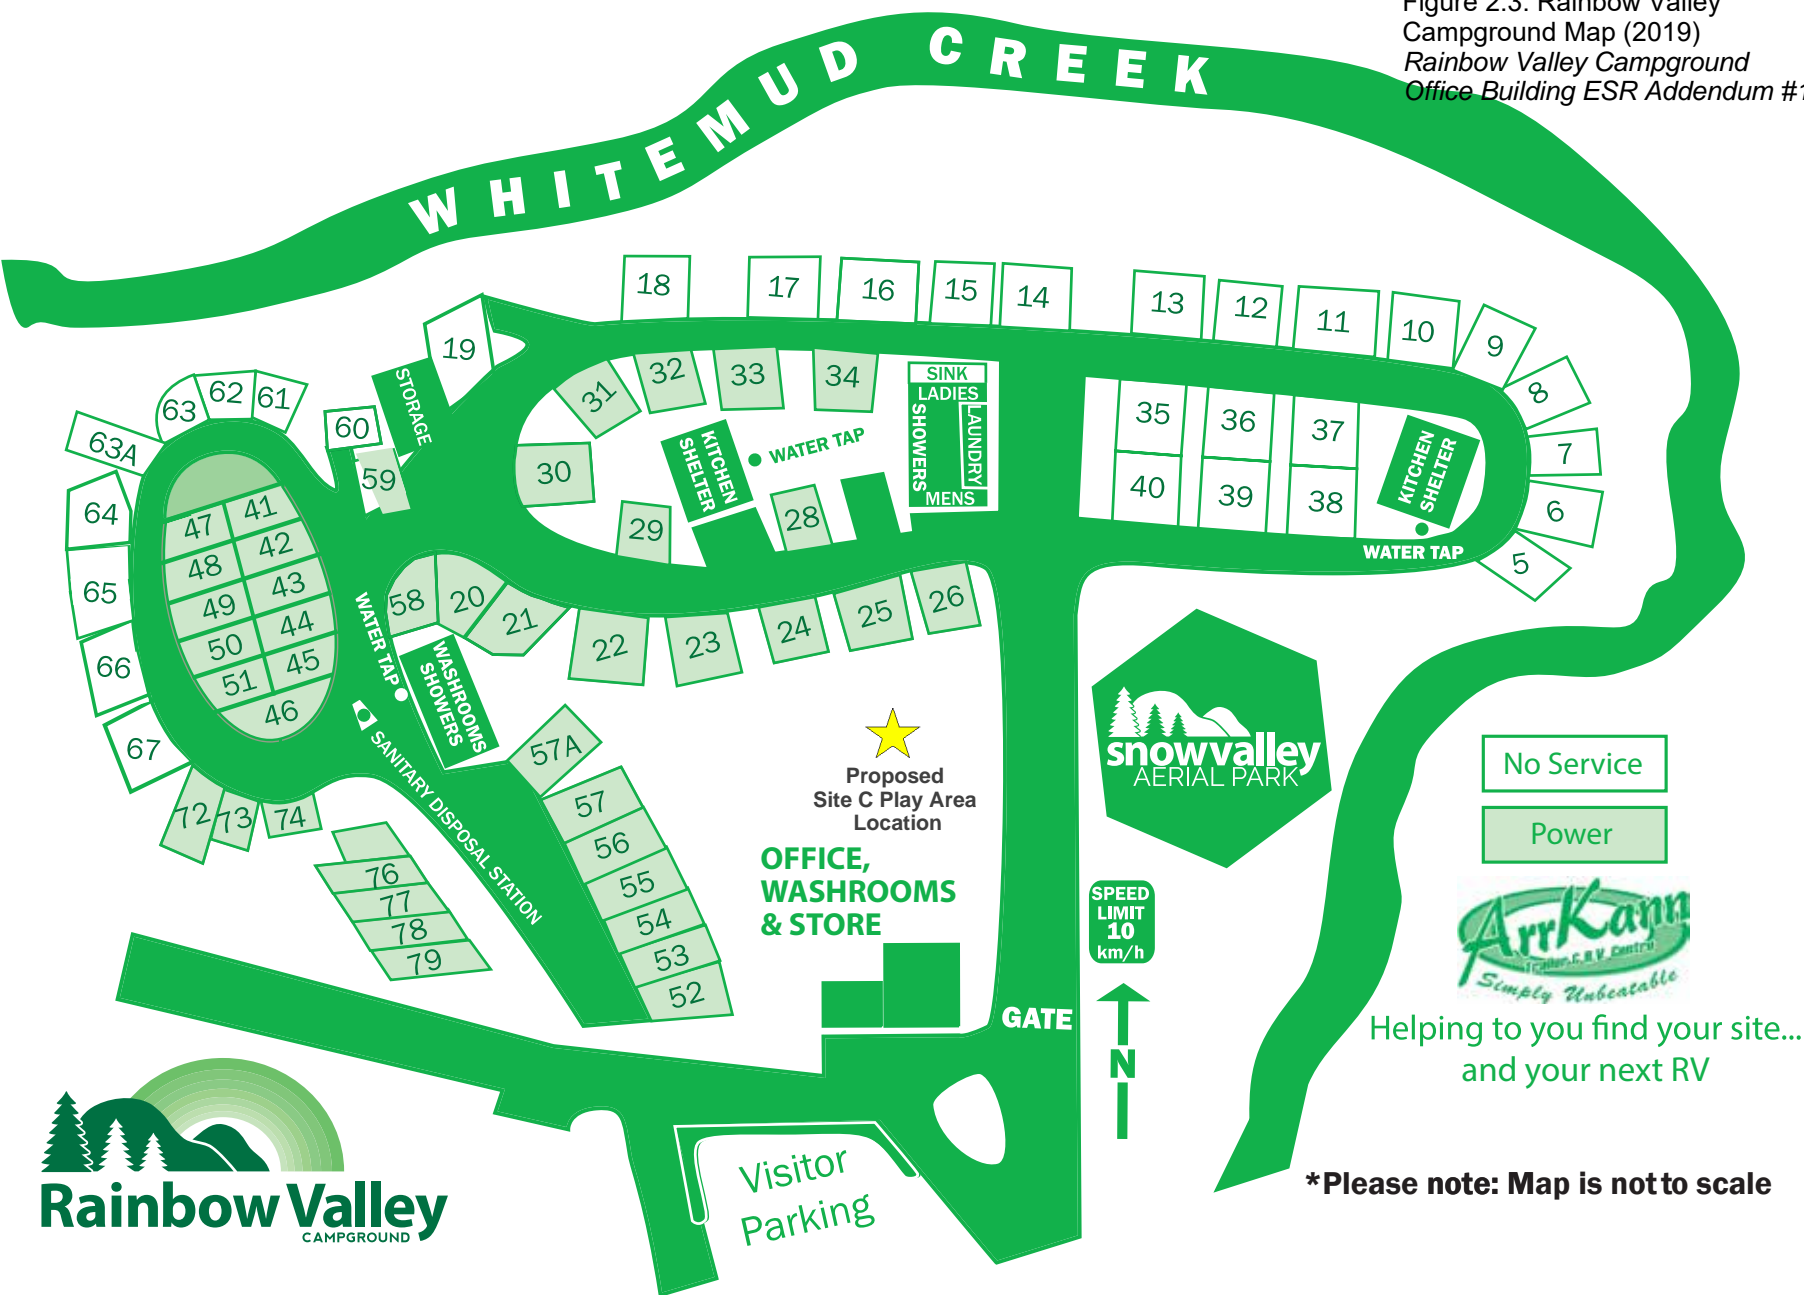 Figure 2.3: Rainbow Valley
Campground Map (2019)
Rainbow Valley Campground
Office Building ESR Addendum #1
WHITEMUD CREEK
18
17
16
15
14
13
12
11
10
9
8
7
6
5
19
STORAGE
31
32
33
34
30
29
28
KITCHEN
SHELTER
WATER TAP
SINK
LADIES
SHOWERS
LAUNDRY
MENS
35
36
37
40
39
38
KITCHEN
SHELTER
WATER TAP
63A
63
62
61
60
59
64
65
66
67
47
41
48
42
49
43
50
44
51
45
46
58
20
21
22
23
24
25
26
WATER TAP
WASHROOMS
SHOWERS
SANITARY DISPOSAL STATION
72
73
74
76
77
78
79
57A
57
56
55
54
53
52
Proposed
Site C Play Area
Location
OFFICE,
WASHROOMS
& STORE
snowvalley
AERIAL PARK
SPEED
LIMIT
10
km/h
GATE
N
No Service
Power
ArrKann
Trailer & R.V. Centre
Simply Unbeatable
Helping to you find your site...
and your next RV
Visitor
Parking
Rainbow Valley
CAMPGROUND
*Please note: Map is not to scale